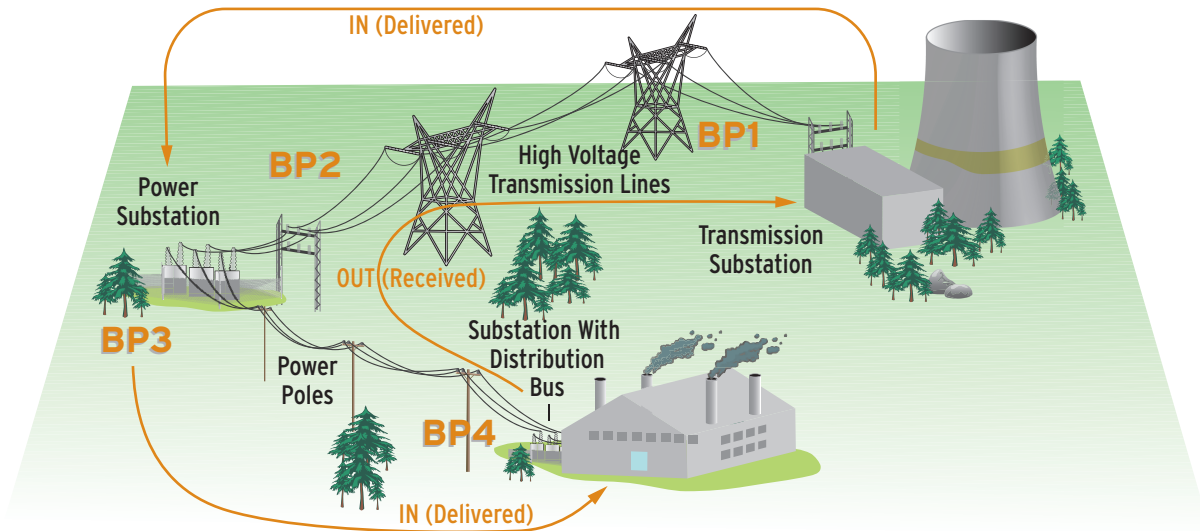 IN (Delivered)
BP1
BP2
High Voltage
Transmission Lines
Power
Substation
Transmission
Substation
OUT (Received)
BP3
Substation With
Distribution
Bus
Power
Poles
BP4
IN (Delivered)